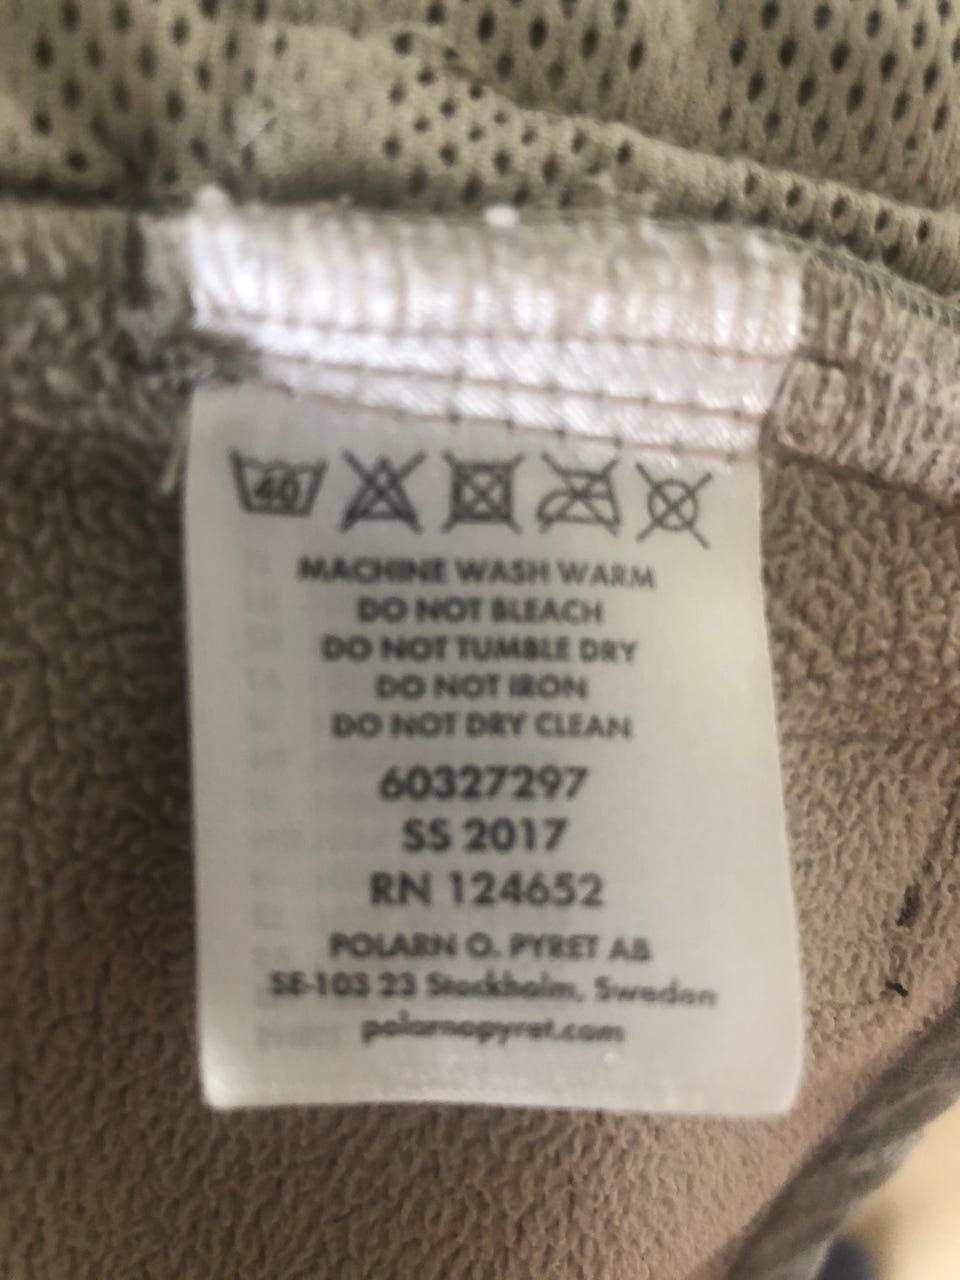 40
MACHINE WASH WARM
DO NOT BLEACH
DO NOT TUMBLE DRY
DO NOT IRON
DO NOT DRY CLEAN
60327297
SS 2017
RN 124652
POLARN O. PYRET AB
SE-103 23 Stockholm, Sweden
polarnopyret.com